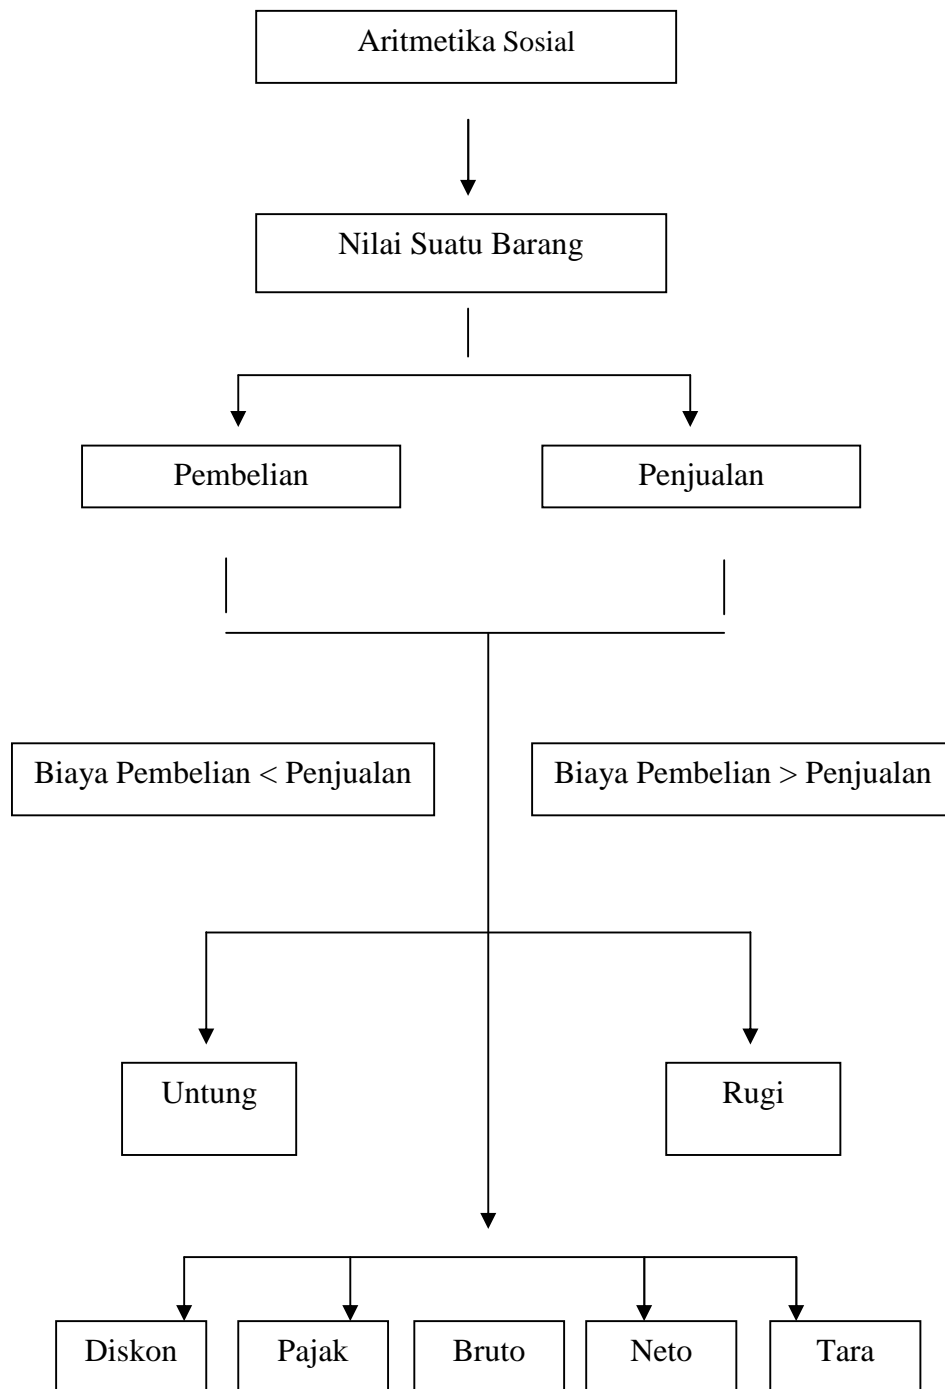 Aritmetika Sosial
Nilai Suatu Barang
Pembelian
Penjualan
Biaya Pembelian < Penjualan
Biaya Pembelian > Penjualan
Untung
Rugi
Diskon
Pajak
Bruto
Neto
Tara